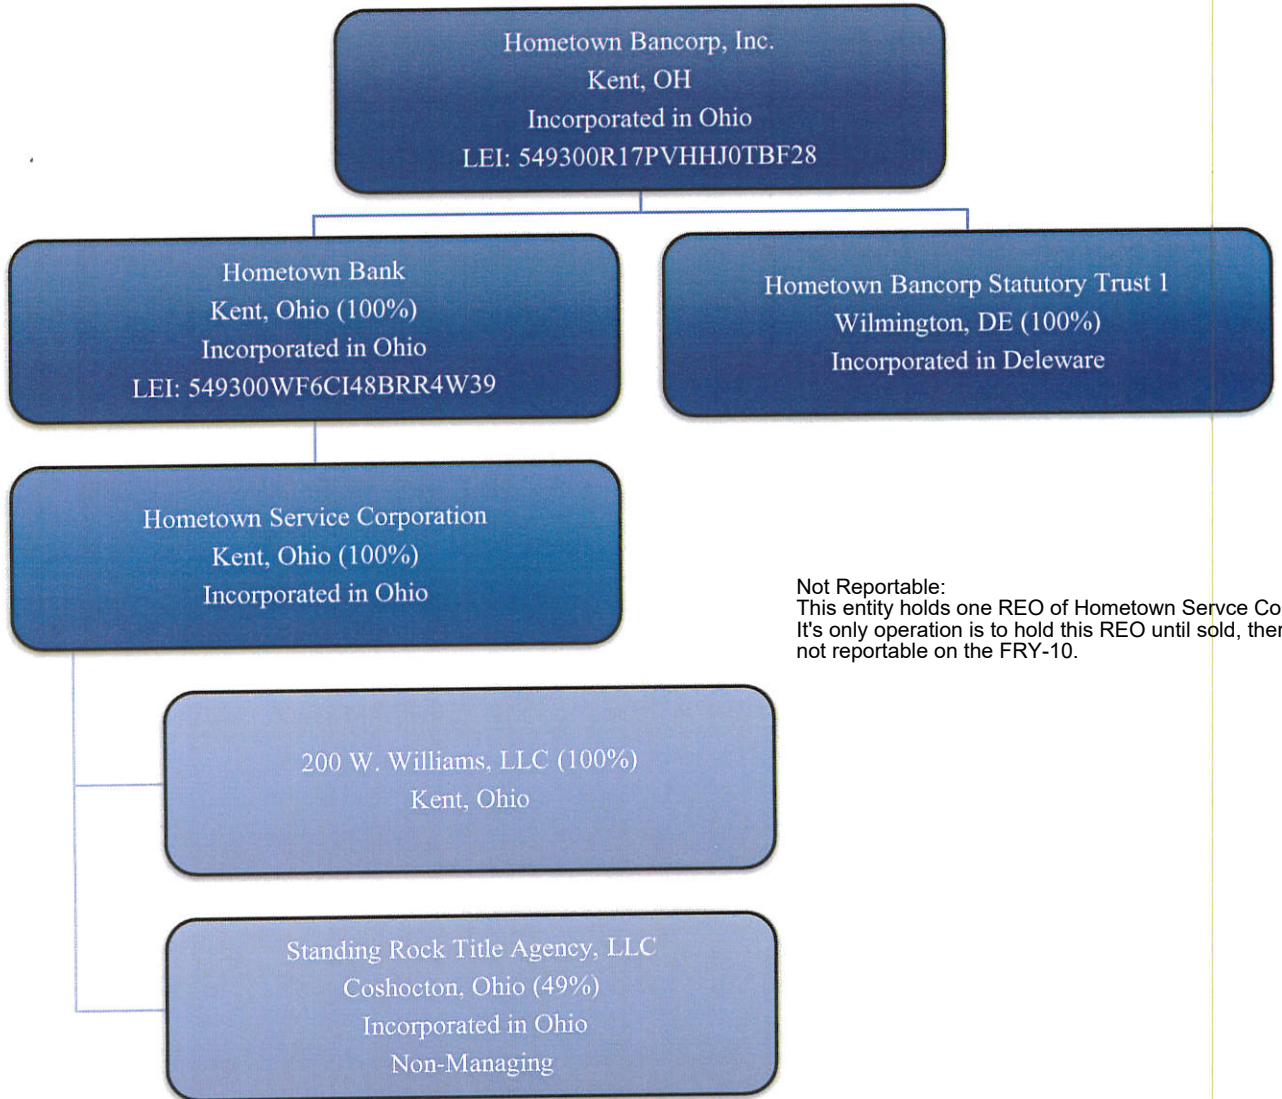 Hometown Bancorp, Inc.
Kent, OH
Incorporated in Ohio
LEI: 549300R17PVHHJ0TBF28
Hometown Bank
Kent, Ohio (100%)
Incorporated in Ohio
LEI: 549300WF6CI48BRR4W39
Hometown Bancorp Statutory Trust 1
Wilmington, DE (100%)
Incorporated in Deleware
Hometown Service Corporation
Kent, Ohio (100%)
Incorporated in Ohio
Not Reportable:
This entity holds one REO of Hometown Servce Co
It's only operation is to hold this REO until sold, ther
not reportable on the FRY-10.
200 W. Williams, LLC (100%)
Kent, Ohio
Standing Rock Title Agency, LLC
Coshocton, Ohio (49%)
Incorporated in Ohio
Non-Managing